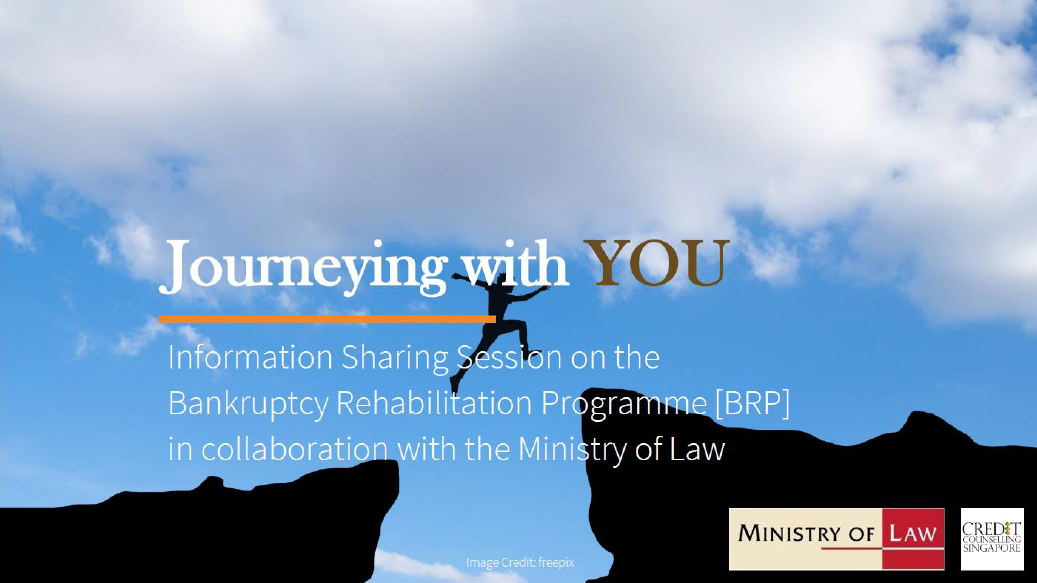 Journeying with YOU
Information Sharing Session on the
Bankruptcy Rehabilitation Programme [BRP]
in collaboration with the Ministry of Law
MINISTRY OF LAW
CREDIT
COUNSELLING
SINGAPORE
Image Credit: freepix